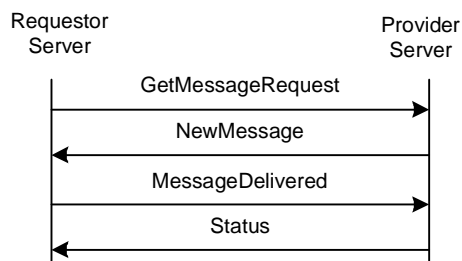 Requestor
Server
Provider
Server
GetMessageRequest
NewMessage
MessageDelivered
Status